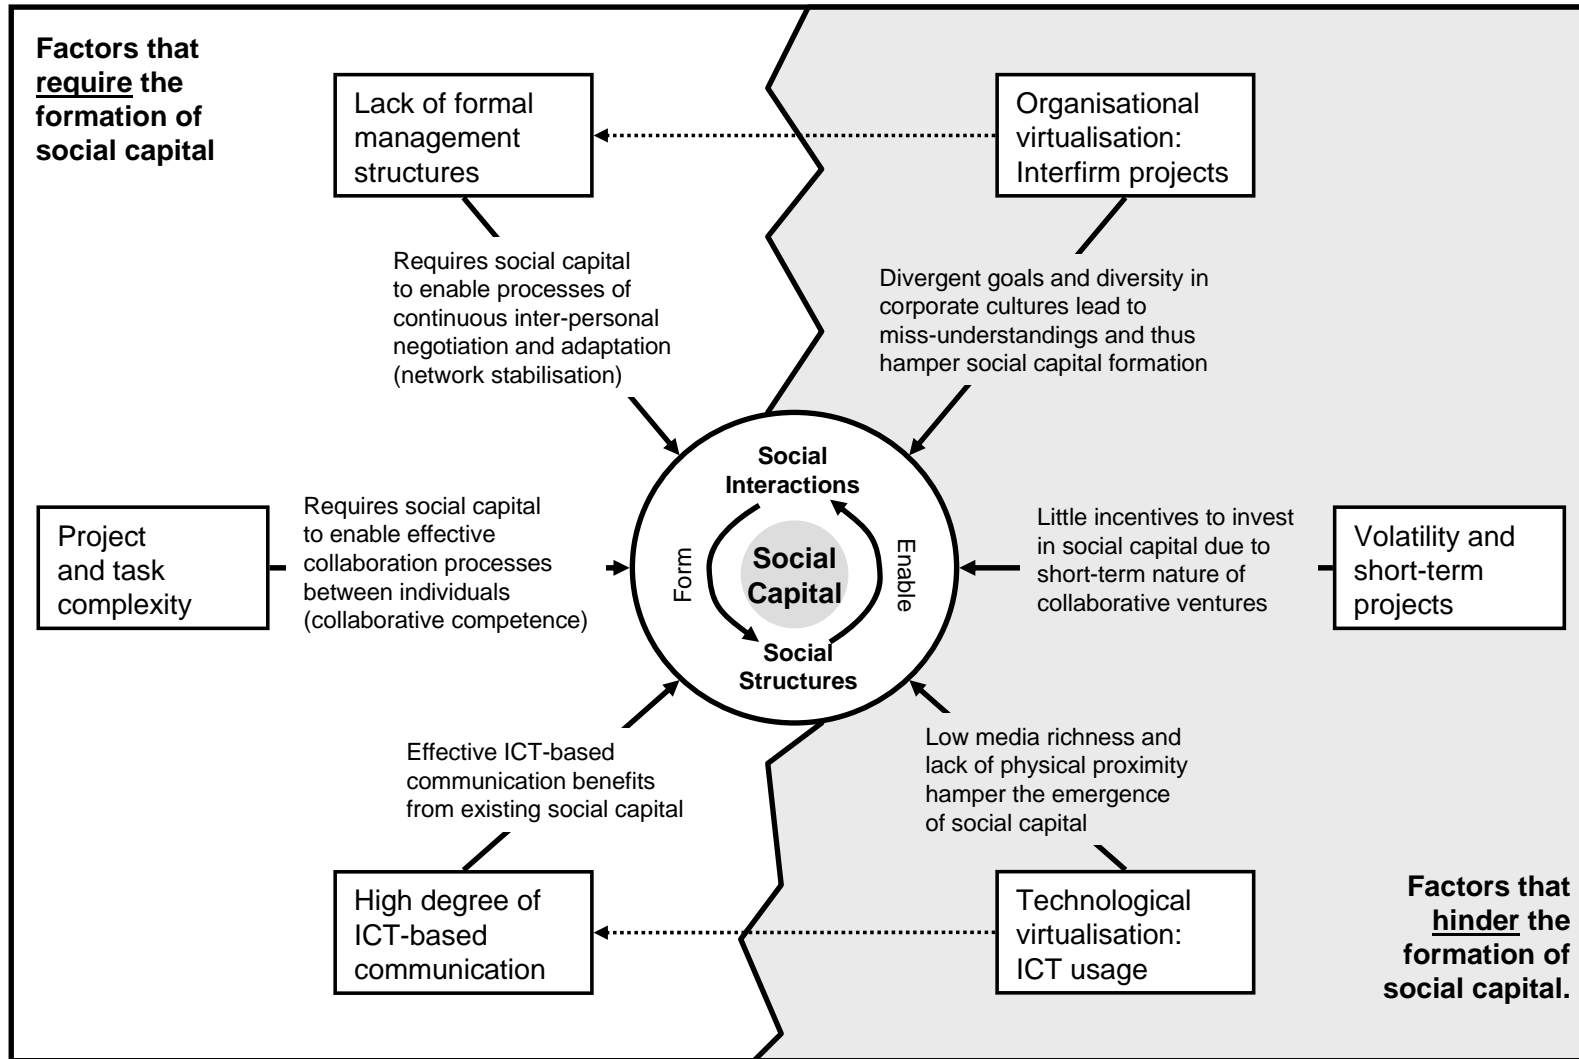 Factors that
require the
formation of
social capital
Lack of formal
management
structures
Organisational
virtualisation:
Interfirm projects
Requires social capital
to enable processes of
continuous inter-personal
negotiation and adaptation
(network stabilisation)
Divergent goals and diversity in
corporate cultures lead to
miss-understandings and thus
hamper social capital formation
Project
and task
complexity
Requires social capital
to enable effective
collaboration processes
between individuals
(collaborative competence)
Social
Interactions
Form
Social
Capital
Enable
Social
Structures
Little incentives to invest
in social capital due to
short-term nature of
collaborative ventures
Volatility and
short-term
projects
Effective ICT-based
communication benefits
from existing social capital
Low media richness and
lack of physical proximity
hamper the emergence
of social capital
High degree of
ICT-based
communication
Technological
virtualisation:
ICT usage
Factors that
hinder the
formation of
social capital.